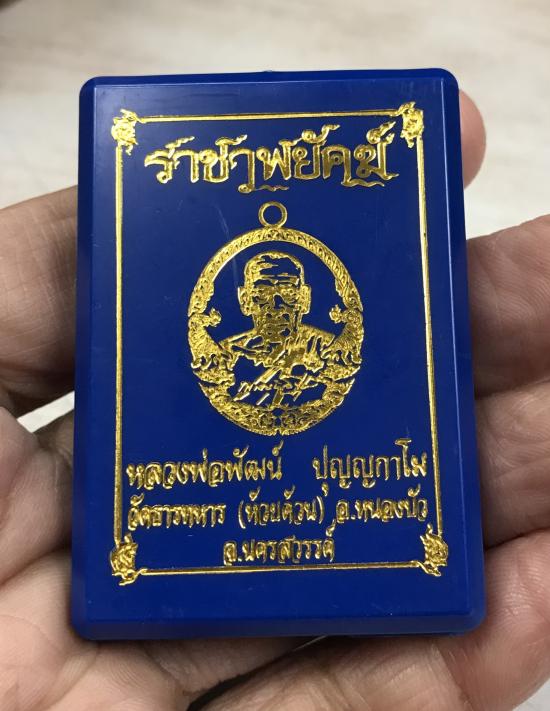 ราชาพยัคฆ์
หลวงพ่อพัฒน์ ปุญญกาโม
วัดธารทหาร (ห้วยด้วน) อ.หนองบัว
จ.นครสวรรค์